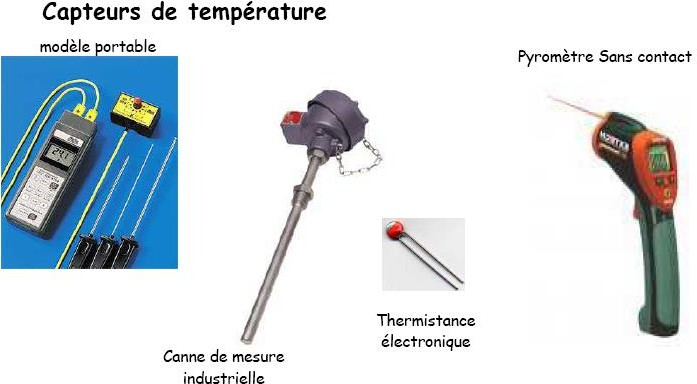 Capteurs de température
modèle portable
Pyromètre Sans contact
Thermistance
électronique
Canne de mesure
industrielle